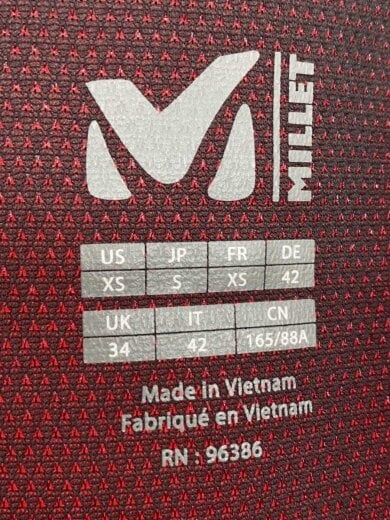 MILLET
US JP FR DE
XS S XS 42
UK IT CN
34 42 165/88A
Made in Vietnam
Fabriqué en Vietnam
RN : 96386